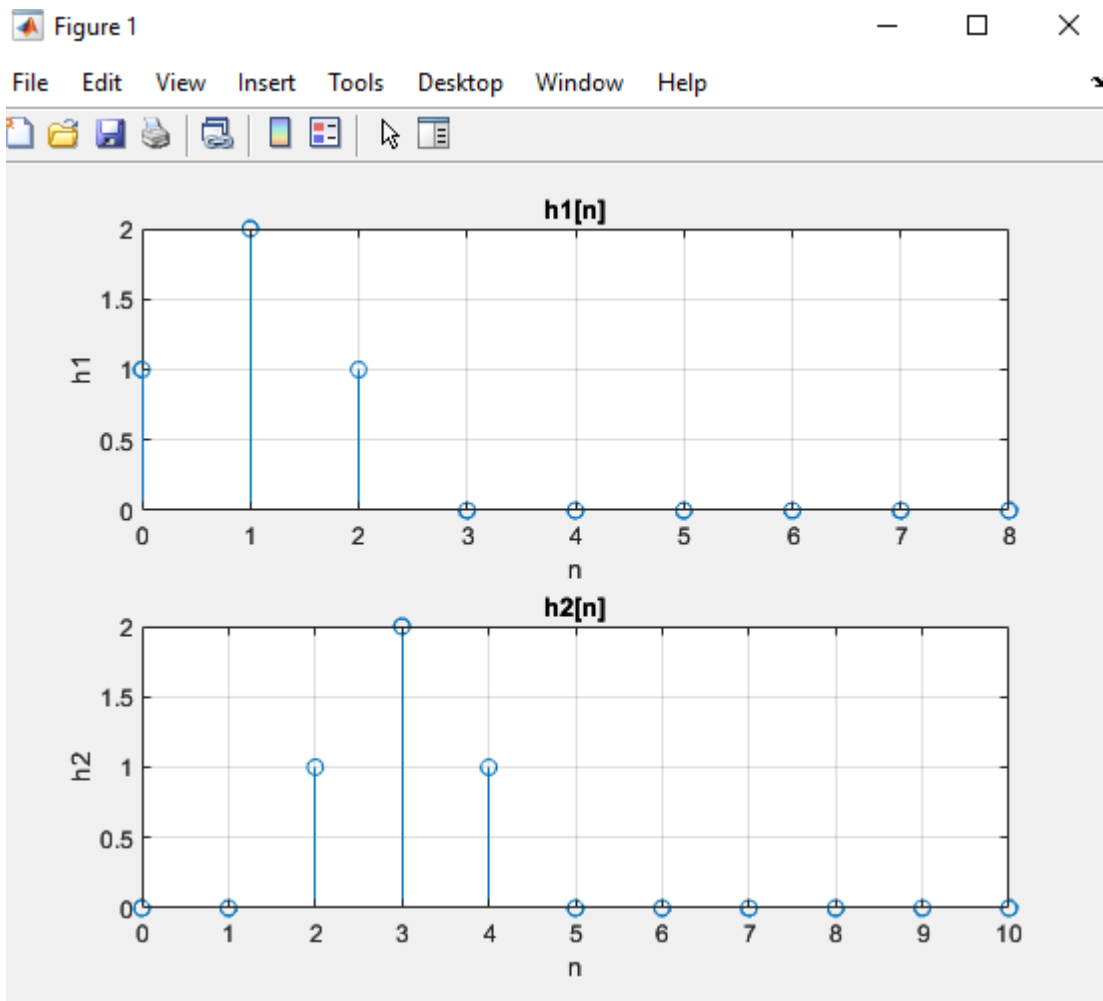 Figure 1
File Edit View Insert Tools Desktop Window Help
h1[n]
2
1.5
1
0.5
0
h1
0 1 2 3 4 5 6 7 8
n
h2[n]
2
1.5
1
0.5
0
h2
0 1 2 3 4 5 6 7 8 9 10
n